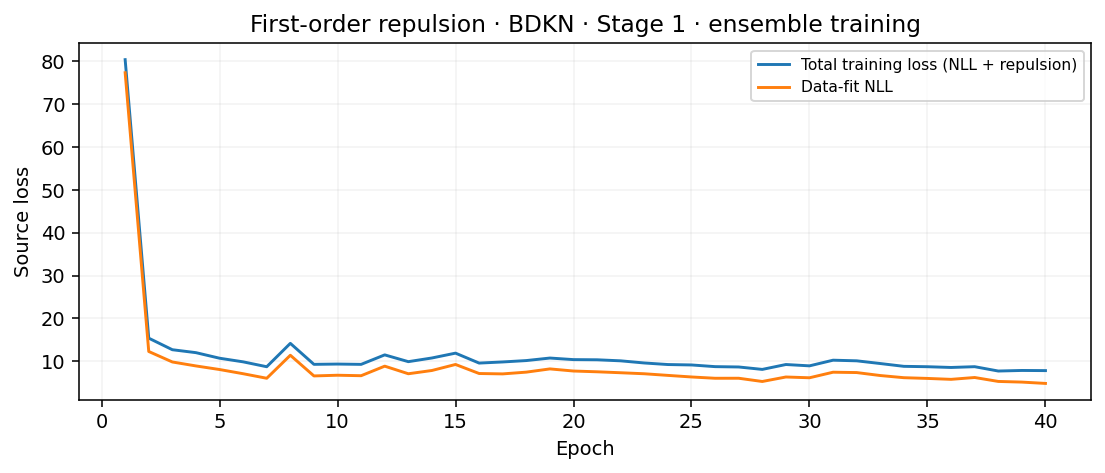 First-order repulsion · BDKN · Stage 1 · ensemble training
Total training loss (NLL + repulsion)
Data-fit NLL
Source loss
80
70
60
50
40
30
20
10
0 5 10 15 20 25 30 35 40
Epoch